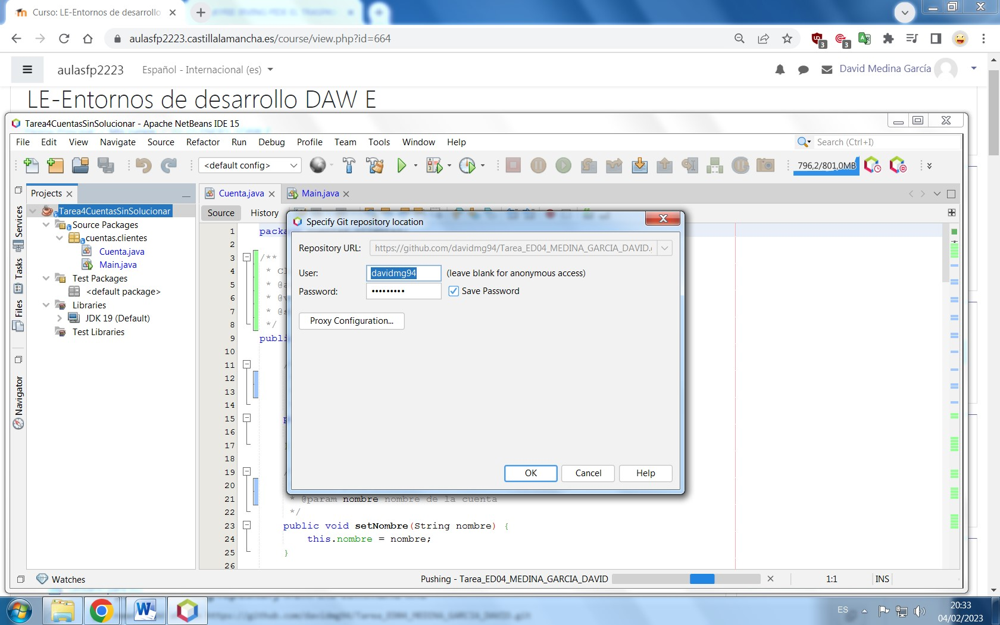 Curso: LE-Entornos de desarrollo
aulasfp2223.castillalamancha.es/course/view.php?id=664
3
3
aulasfp2223
Español - Internacional (es)
David Medina García
LE-Entornos de desarrollo DAW E
Tarea4CuentasSinSolucionar - Apache NetBeans IDE 15
File Edit View Navigate Source Refactor Run Debug Profile Team Tools Window Help
Search (Ctrl+I)
<default config>
796,2/801,0MB
Projects
Cuenta.java
Main.java
Source
History
Services
Tasks
Files
Navigator
Tarea4CuentasSinSolucionar
Source Packages
cuentas.clientes
Cuenta.java
Main.java
Test Packages
<default package>
Libraries
JDK 19 (Default)
Test Libraries
Specify Git repository location
Repository URL: https://github.com/davidmg94/Tarea_ED04_MEDINA_GARCIA_DAVID.
User: davidmg94 (leave blank for anonymous access)
Password: ••••••••• Save Password
Proxy Configuration...
OK
Cancel
Help
1 packa
2
3 /**
4 * Cl
5 * @a
6 * @v
7 * @s
8 */
9 publi
10
11 /
12
13
14
15 p
16
17
18
19 /
20
21 * @param nombre nombre de la cuenta
22 */
23 public void setNombre(String nombre) {
24 this.nombre = nombre;
25 }
26
Watches
Pushing - Tarea_ED04_MEDINA_GARCIA_DAVID
1:1
INS
https://github.com/davidmg94/Tarea_ED04_MEDINA_GARCIA_DAVID.git
ES
20:33
04/02/2023